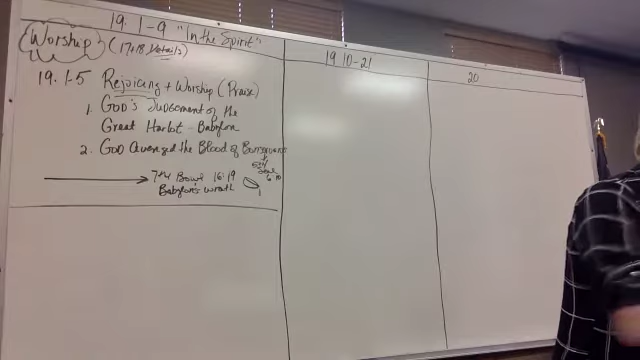 19: 1-9 "In the Spirit"
Worship (17+18 Details)
19:1-5 Rejoicing + Worship (Praise)
1. GOD'S Judgement of the
Great Harlot - Babylon
2. GOD Avenged the Blood of
7th Bowl 16:19
Babylon's wrath
19 10-21
20